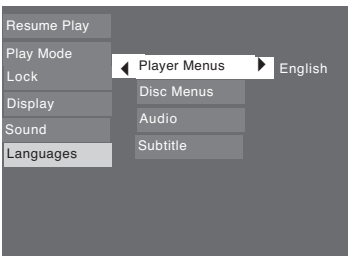 Resume Play
Play Mode
Lock
Display
Sound
Languages
Player Menus
English
Disc Menus
Audio
Subtitle